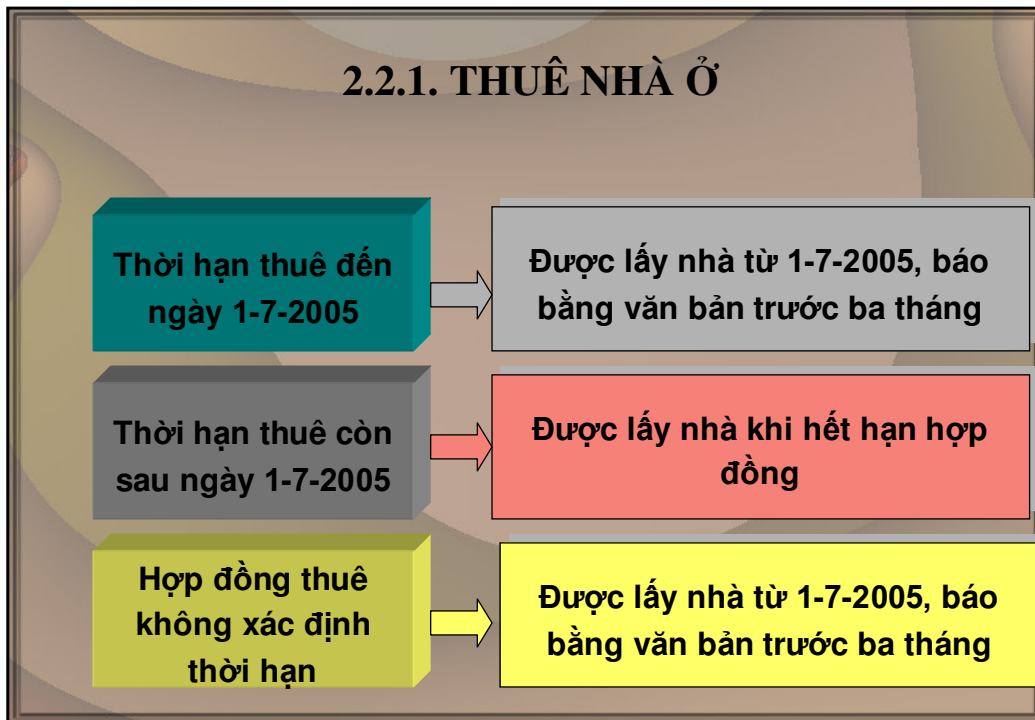 2.2.1. THUÊ NHÀ Ở
Thời hạn thuê đến
ngày 1-7-2005
Được lấy nhà từ 1-7-2005, báo
bằng văn bản trước ba tháng
Thời hạn thuê còn
sau ngày 1-7-2005
Được lấy nhà khi hết hạn hợp
đồng
Hợp đồng thuê
không xác định
thời hạn
Được lấy nhà từ 1-7-2005, báo
bằng văn bản trước ba tháng